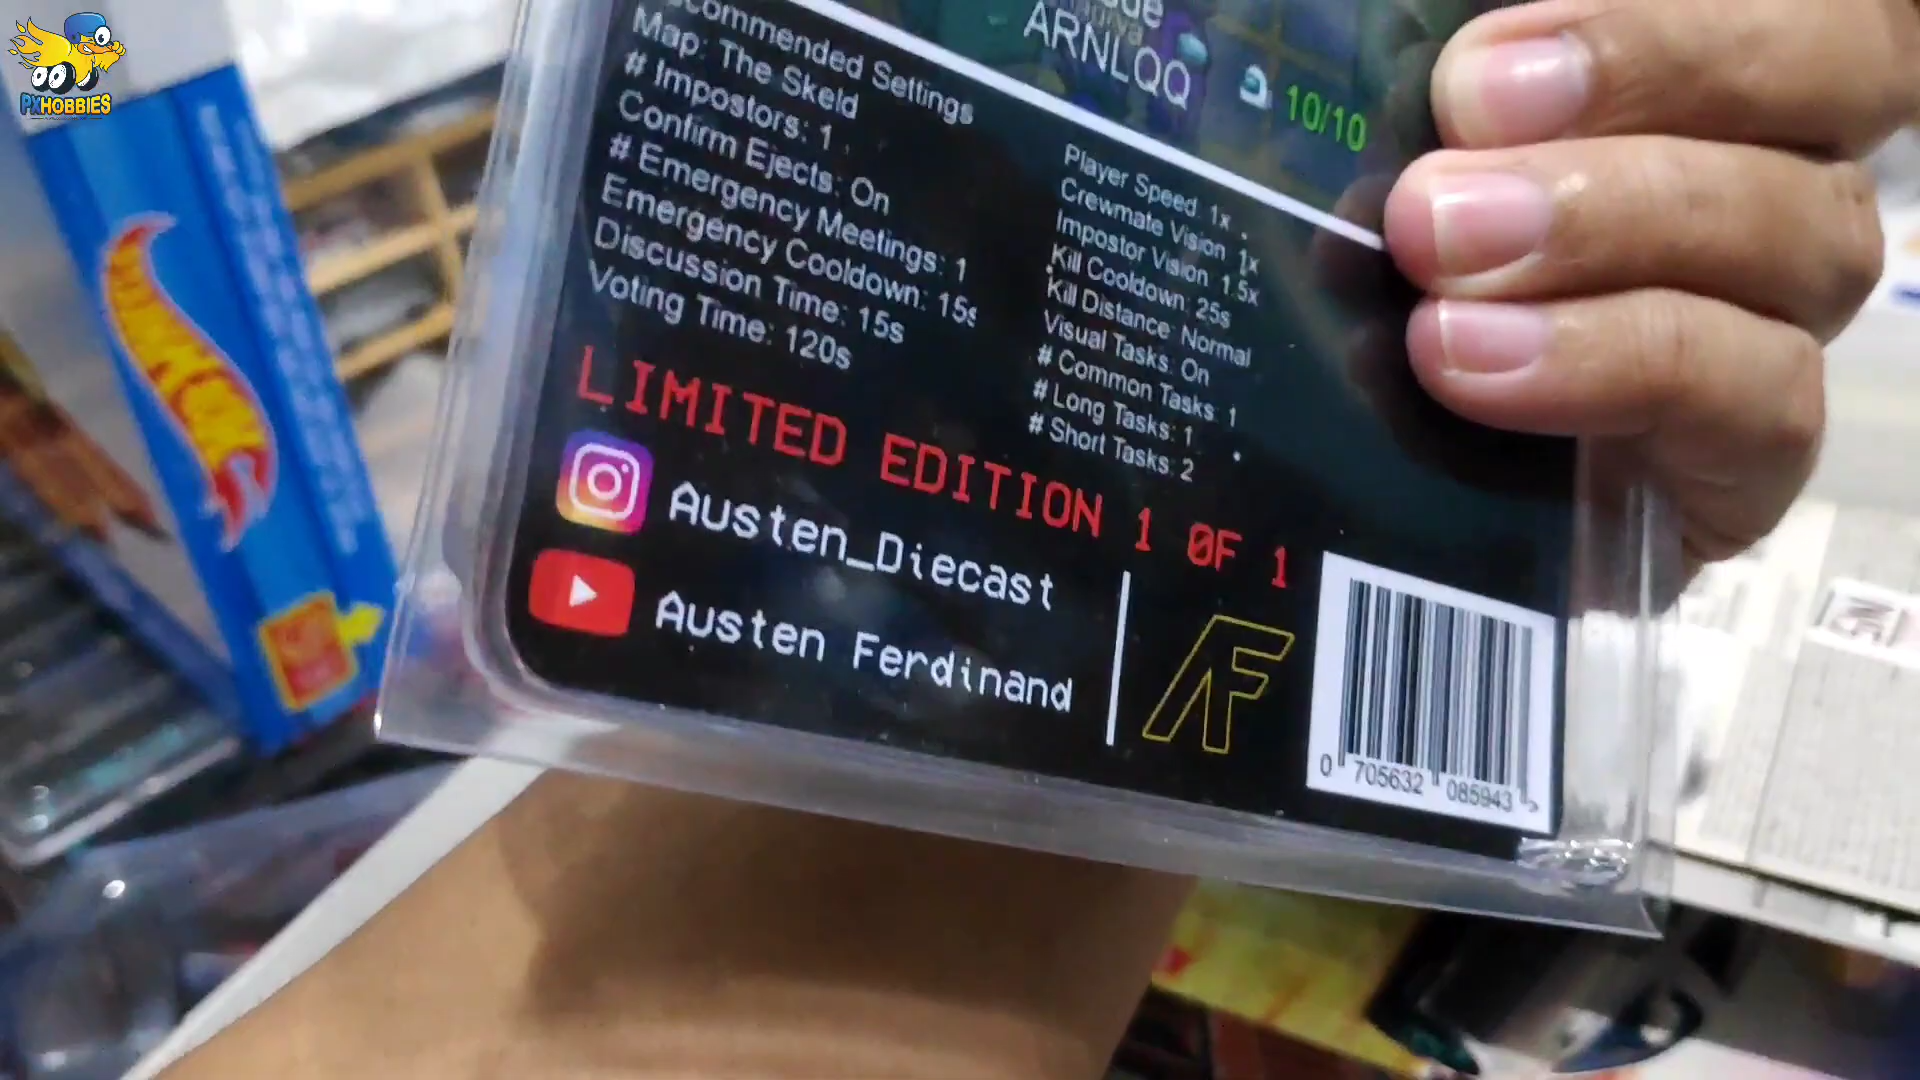 PXHOBBIES
ARNLQQ
10/10
Recommended Settings
Map: The Skeld
# Impostors: 1
Confirm Ejects: On
# Emergency Meetings: 1
Emergency Cooldown: 15s
Discussion Time: 15s
Voting Time: 120s
Player Speed: 1x
Crewmate Vision: 1x
Impostor Vision: 1.5x
Kill Cooldown: 25s
Kill Distance: Normal
Visual Tasks: On
# Common Tasks: 1
# Long Tasks: 1
# Short Tasks: 2
LIMITED EDITION 1 0F 1
Austen_Diecast
Austen Ferdinand
AF
0 705632 085943 >